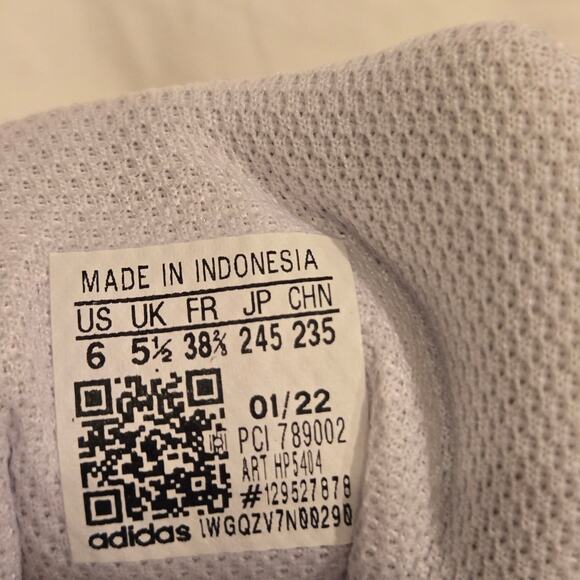 MADE IN INDONESIA
US UK FR JP CHN
6 5½ 38⅔ 245 235
01/22
PCI 789002
ART HP5404
#129527878
adidas 1WGQZV7N00290